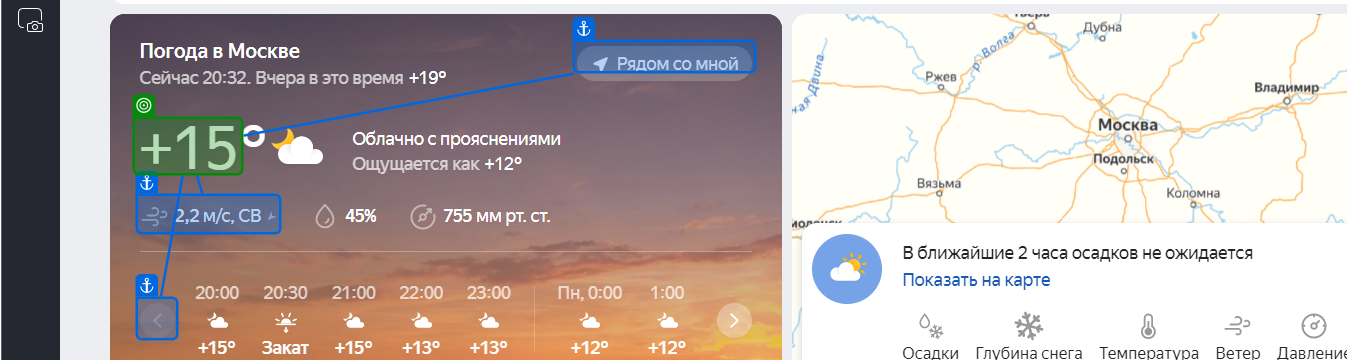 Погода в Москве
Сейчас 20:32. Вчера в это время +19°
Рядом со мной
+15
Облачно с прояснениями
Ощущается как +12°
2,2 м/с, СВ
45%
755 мм рт. ст.
20:00 20:30 21:00 22:00 23:00 Пн, 0:00 1:00
+15° Закат +15° +13° +13° +12° +12°
Тверь
Дубна
р. Волга
Ржев
Владимир
Москва
Подольск
Вязьма
Коломна
В ближайшие 2 часа осадков не ожидается
Показать на карте
Осадки Глубина снега Температура Ветер Давление